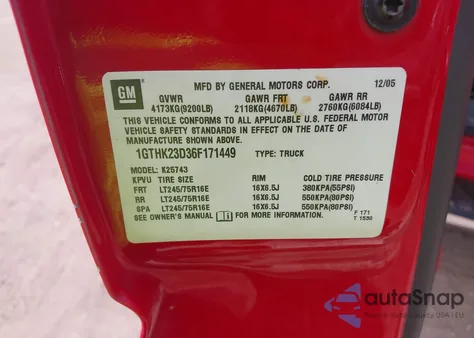 GM
MFD BY GENERAL MOTORS CORP. 12/05
GVWR GAWR FRT GAWR RR
4173KG(9200LB) 2118KG(4670LB) 2760KG(6084LB)
THIS VEHICLE CONFORMS TO ALL APPLICABLE U.S. FEDERAL MOTOR
VEHICLE SAFETY STANDARDS IN EFFECT ON THE DATE OF
MANUFACTURE SHOWN ABOVE.
1GTHK23D36F171449 TYPE: TRUCK
MODEL: K25743
KPVU TIRE SIZE RIM COLD TIRE PRESSURE
FRT LT245/75R16E 16X6.5J 380KPA(55PSI)
RR LT245/75R16E 16X6.5J 550KPA(80PSI)
SPA LT245/75R16E 16X6.5J 550KPA(80PSI)
SEE OWNER'S MANUAL FOR MORE INFORMATION. F 171
T 1530
autoSnap
USA | EU